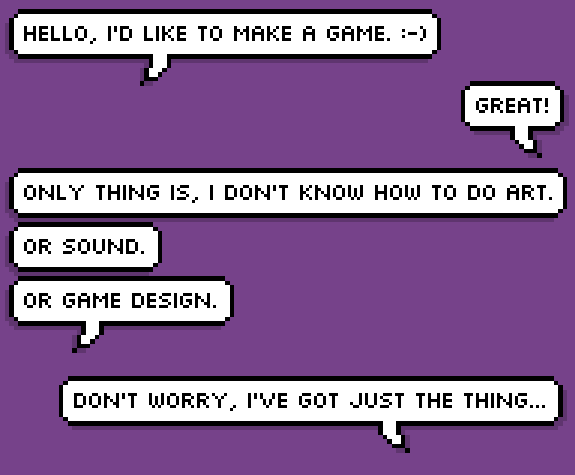 HELLO, I'D LIKE TO MAKE A GAME. :-)
GREAT!
ONLY THING IS, I DON'T KNOW HOW TO DO ART.
OR SOUND.
OR GAME DESIGN.
DON'T WORRY, I'VE GOT JUST THE THING...